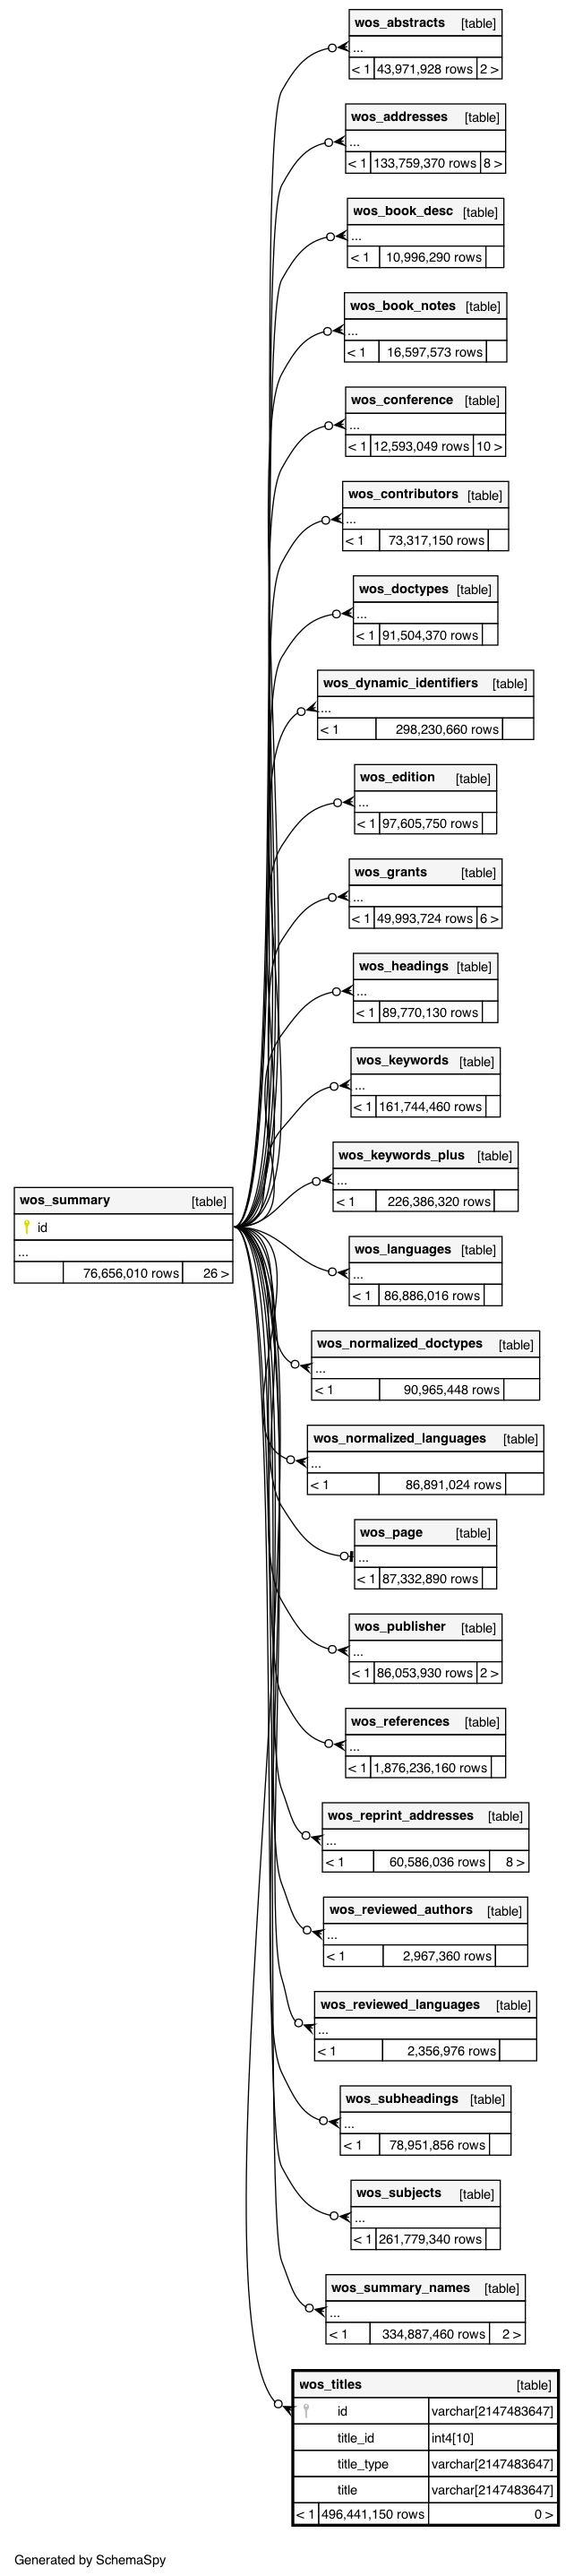 wos_abstracts [table]
...
< 1 43,971,928 rows 2 >
wos_addresses [table]
...
< 1 133,759,370 rows 8 >
wos_book_desc [table]
...
< 1 10,996,290 rows
wos_book_notes [table]
...
< 1 16,597,573 rows
wos_conference [table]
...
< 1 12,593,049 rows 10 >
wos_contributors [table]
...
< 1 73,317,150 rows
wos_doctypes [table]
...
< 1 91,504,370 rows
wos_dynamic_identifiers [table]
...
< 1 298,230,660 rows
wos_edition [table]
...
< 1 97,605,750 rows
wos_grants [table]
...
< 1 49,993,724 rows 6 >
wos_headings [table]
...
< 1 89,770,130 rows
wos_keywords [table]
...
< 1 161,744,460 rows
wos_keywords_plus [table]
...
< 1 226,386,320 rows
wos_summary [table]
id
...
76,656,010 rows 26 >
wos_languages [table]
...
< 1 86,886,016 rows
wos_normalized_doctypes [table]
...
< 1 90,965,448 rows
wos_normalized_languages [table]
...
< 1 86,891,024 rows
wos_page [table]
...
< 1 87,332,890 rows
wos_publisher [table]
...
< 1 86,053,930 rows 2 >
wos_references [table]
...
< 1 1,876,236,160 rows
wos_reprint_addresses [table]
...
< 1 60,586,036 rows 8 >
wos_reviewed_authors [table]
...
< 1 2,967,360 rows
wos_reviewed_languages [table]
...
< 1 2,356,976 rows
wos_subheadings [table]
...
< 1 78,951,856 rows
wos_subjects [table]
...
< 1 261,779,340 rows
wos_summary_names [table]
...
< 1 334,887,460 rows 2 >
wos_titles [table]
id varchar[2147483647]
title_id int4[10]
title_type varchar[2147483647]
title varchar[2147483647]
< 1 496,441,150 rows 0 >
Generated by SchemaSpy